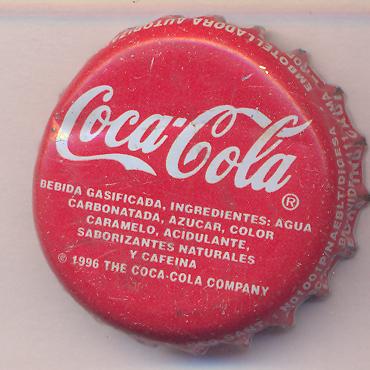 Coca-Cola ®
BEBIDA GASIFICADA, INGREDIENTES: AGUA
CARBONATADA, AZUCAR, COLOR
CARAMELO, ACIDULANTE,
SABORIZANTES NATURALES
Y CAFEINA
© 1996 THE COCA-COLA COMPANY
EMBOTELLADORA AUTORIZ